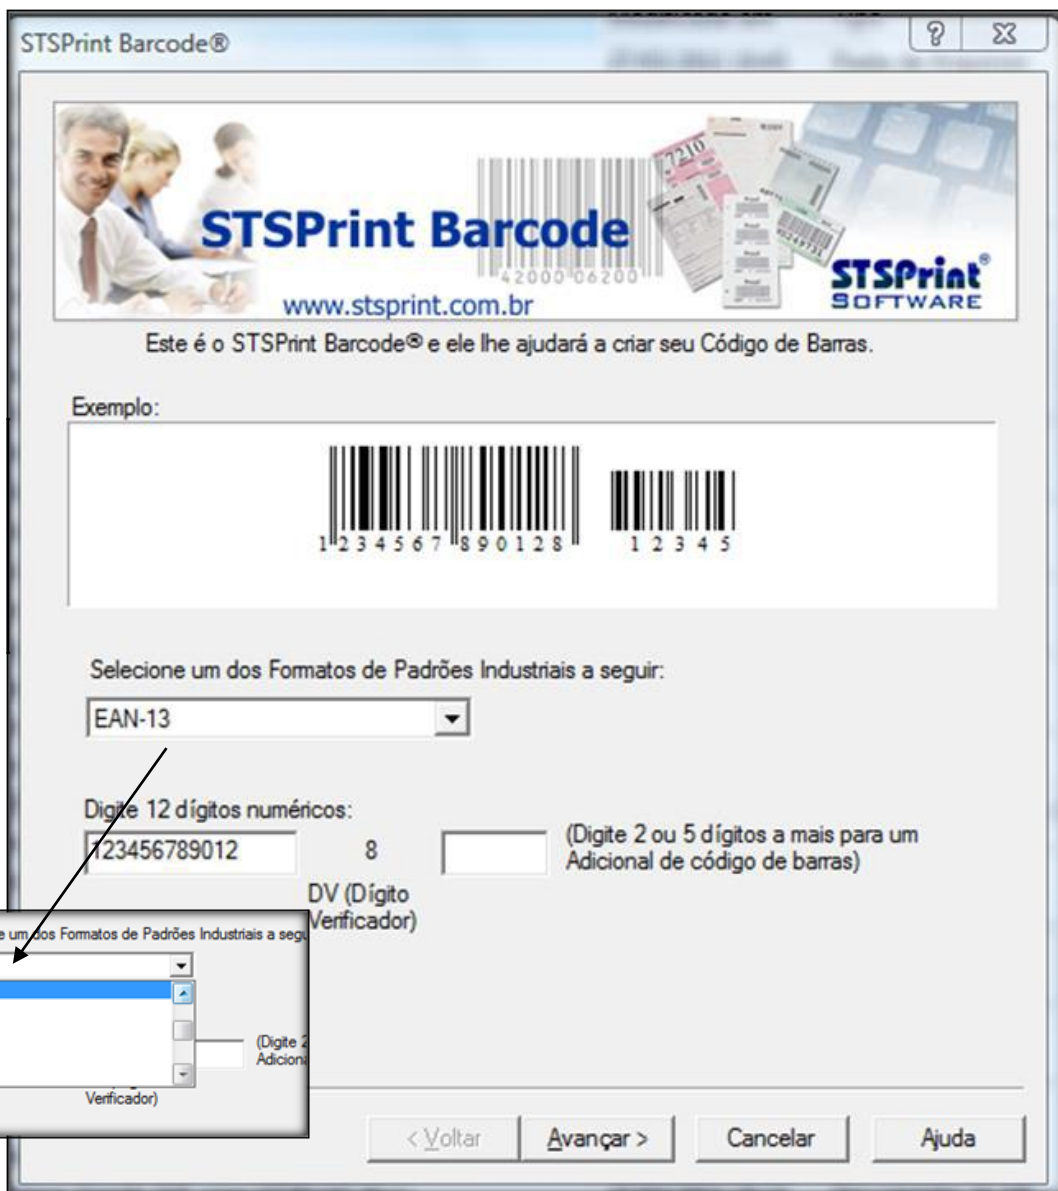 STSPrint Barcode®
STSPrint Barcode
42000 06200
7210
www.stsprint.com.br
STSPrint®
SOFTWARE
Este é o STSPrint Barcode® e ele lhe ajudará a criar seu Código de Barras.
Exemplo:
1 2 3 4 5 6 7 8 9 0 1 2 8
1 2 3 4 5
Selecione um dos Formatos de Padrões Industriais a seguir:
EAN-13
Digite 12 dígitos numéricos:
123456789012
8
(Digite 2 ou 5 dígitos a mais para um
Adicional de código de barras)
DV (Dígito
Verificador)
e um dos Formatos de Padrões Industriais a segu
(Digite 2
Adiciona
Verificador)
< Voltar
Avançar >
Cancelar
Ajuda